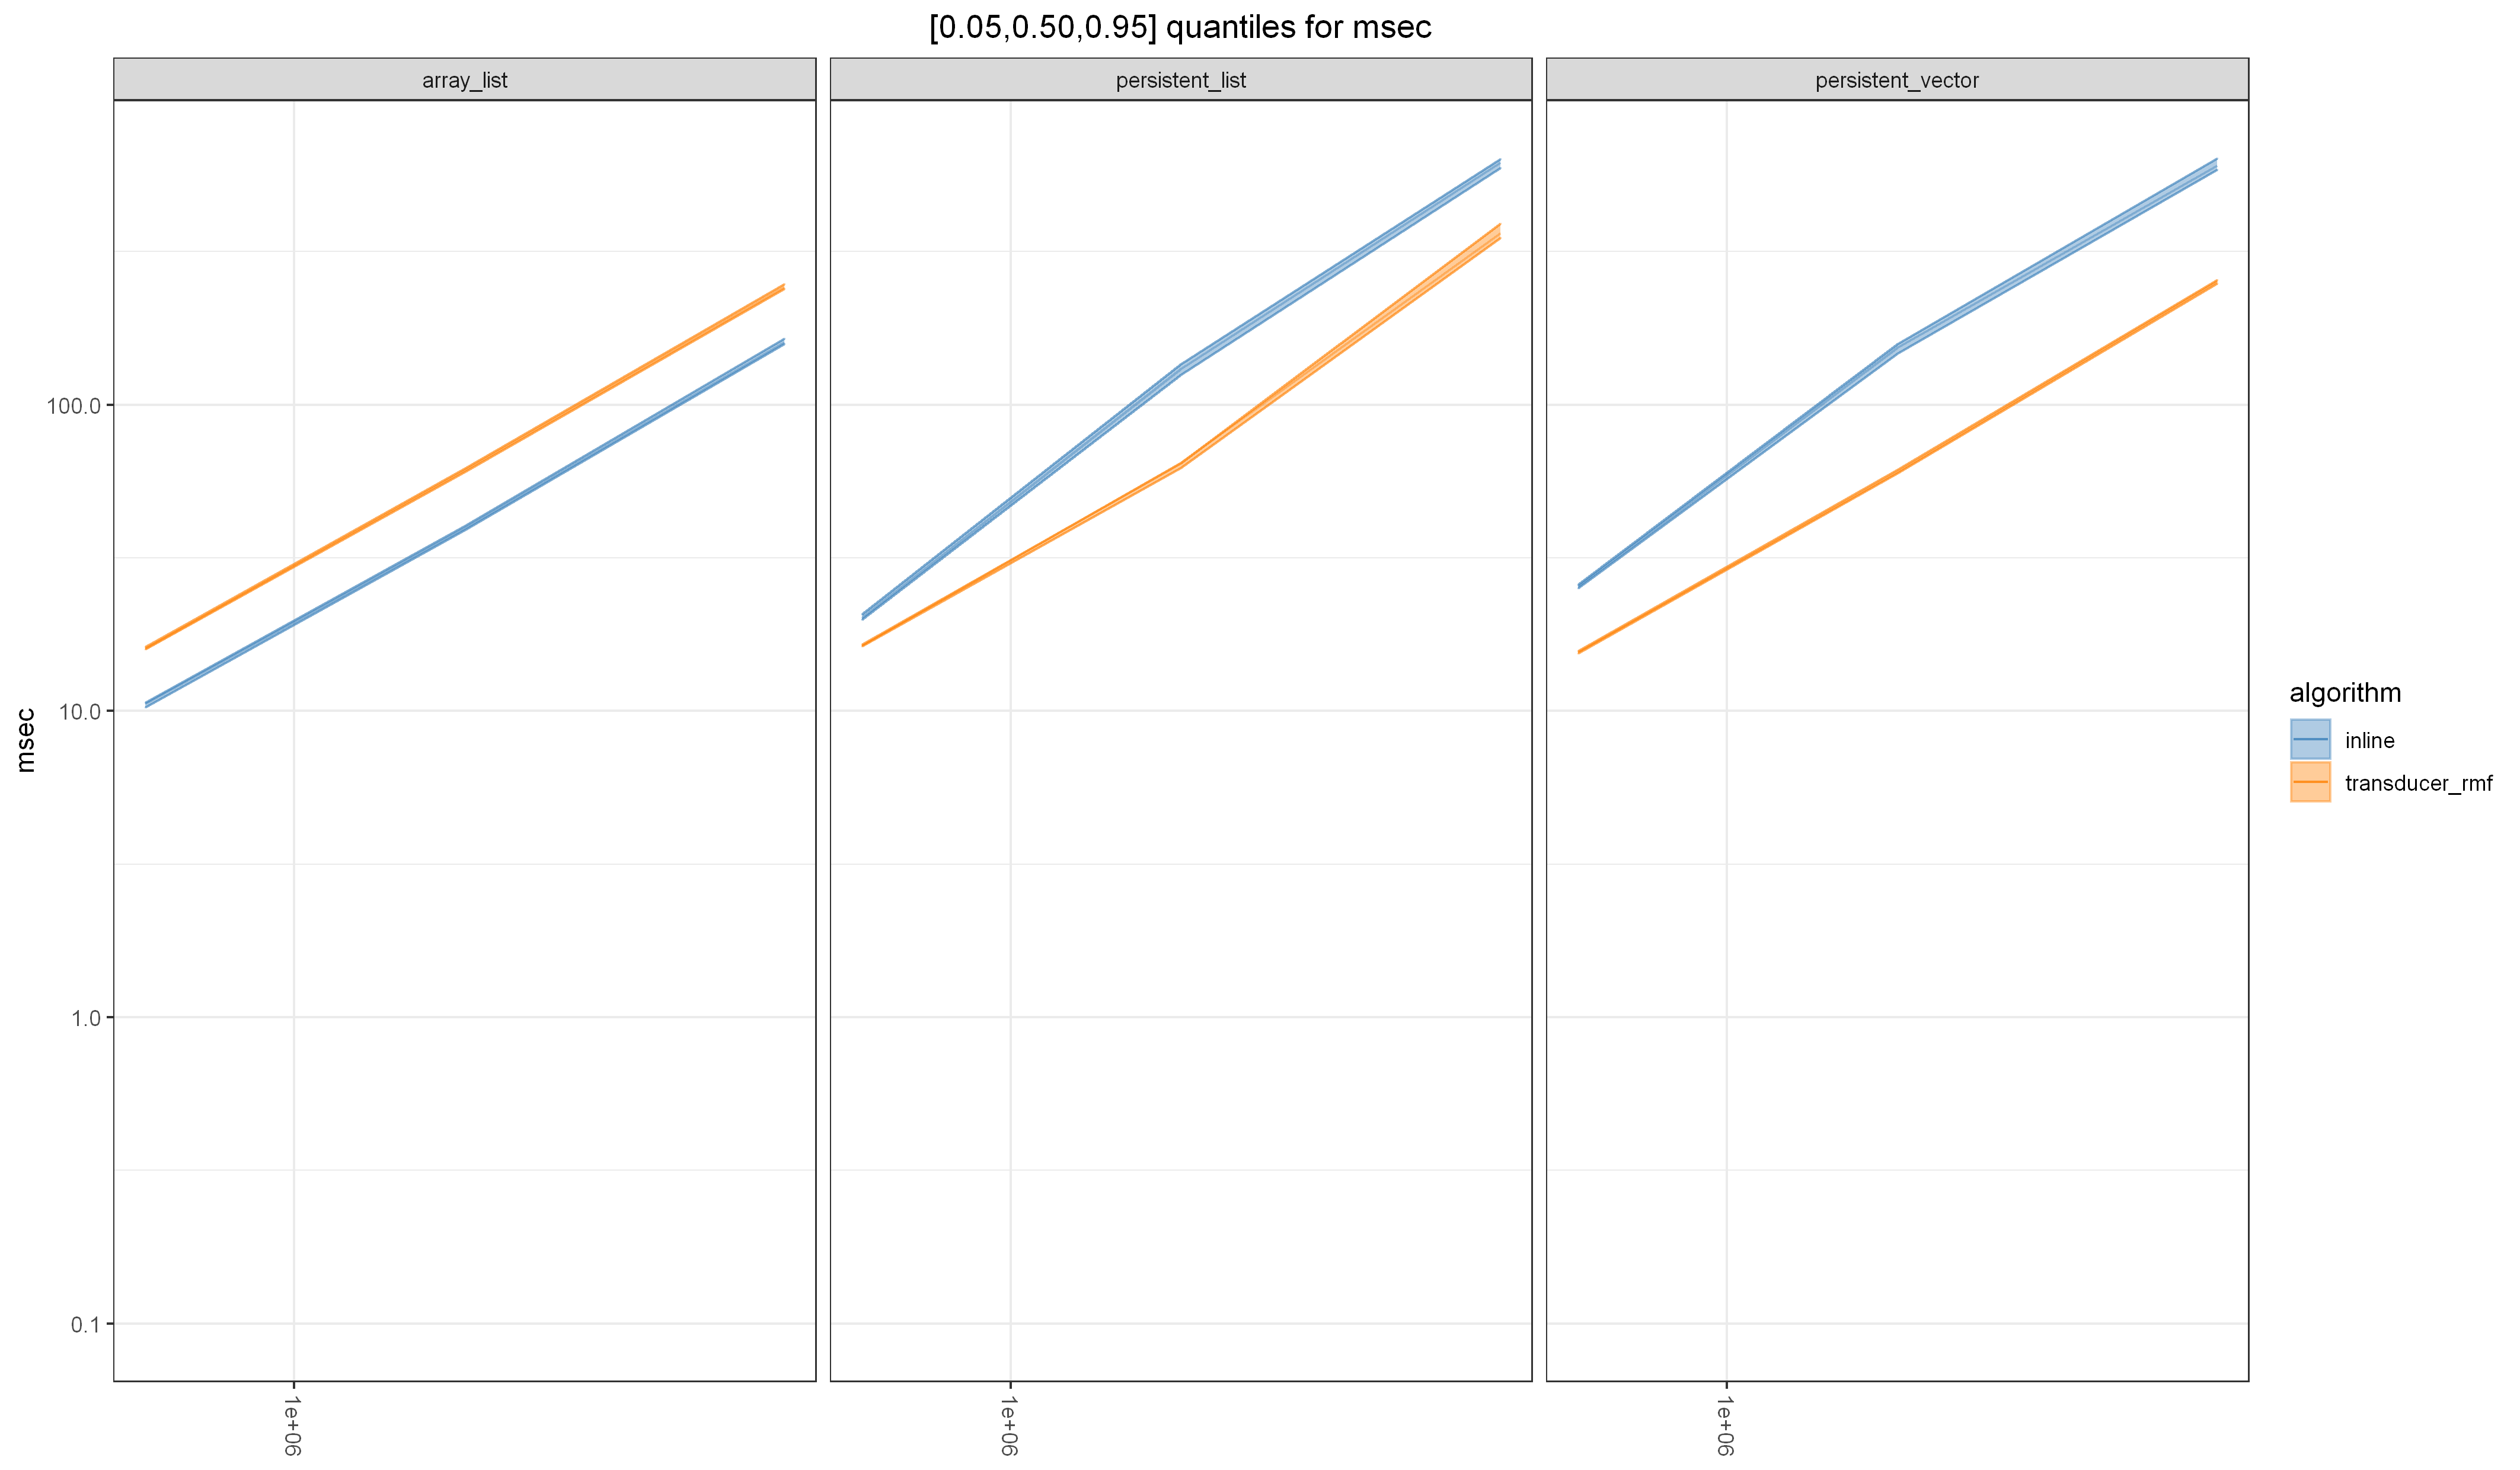 [0.05,0.50,0.95] quantiles for msec
array_list
persistent_list
persistent_vector
msec
100.0
10.0
1.0
0.1
1e+06
1e+06
1e+06
algorithm
inline
transducer_rmf